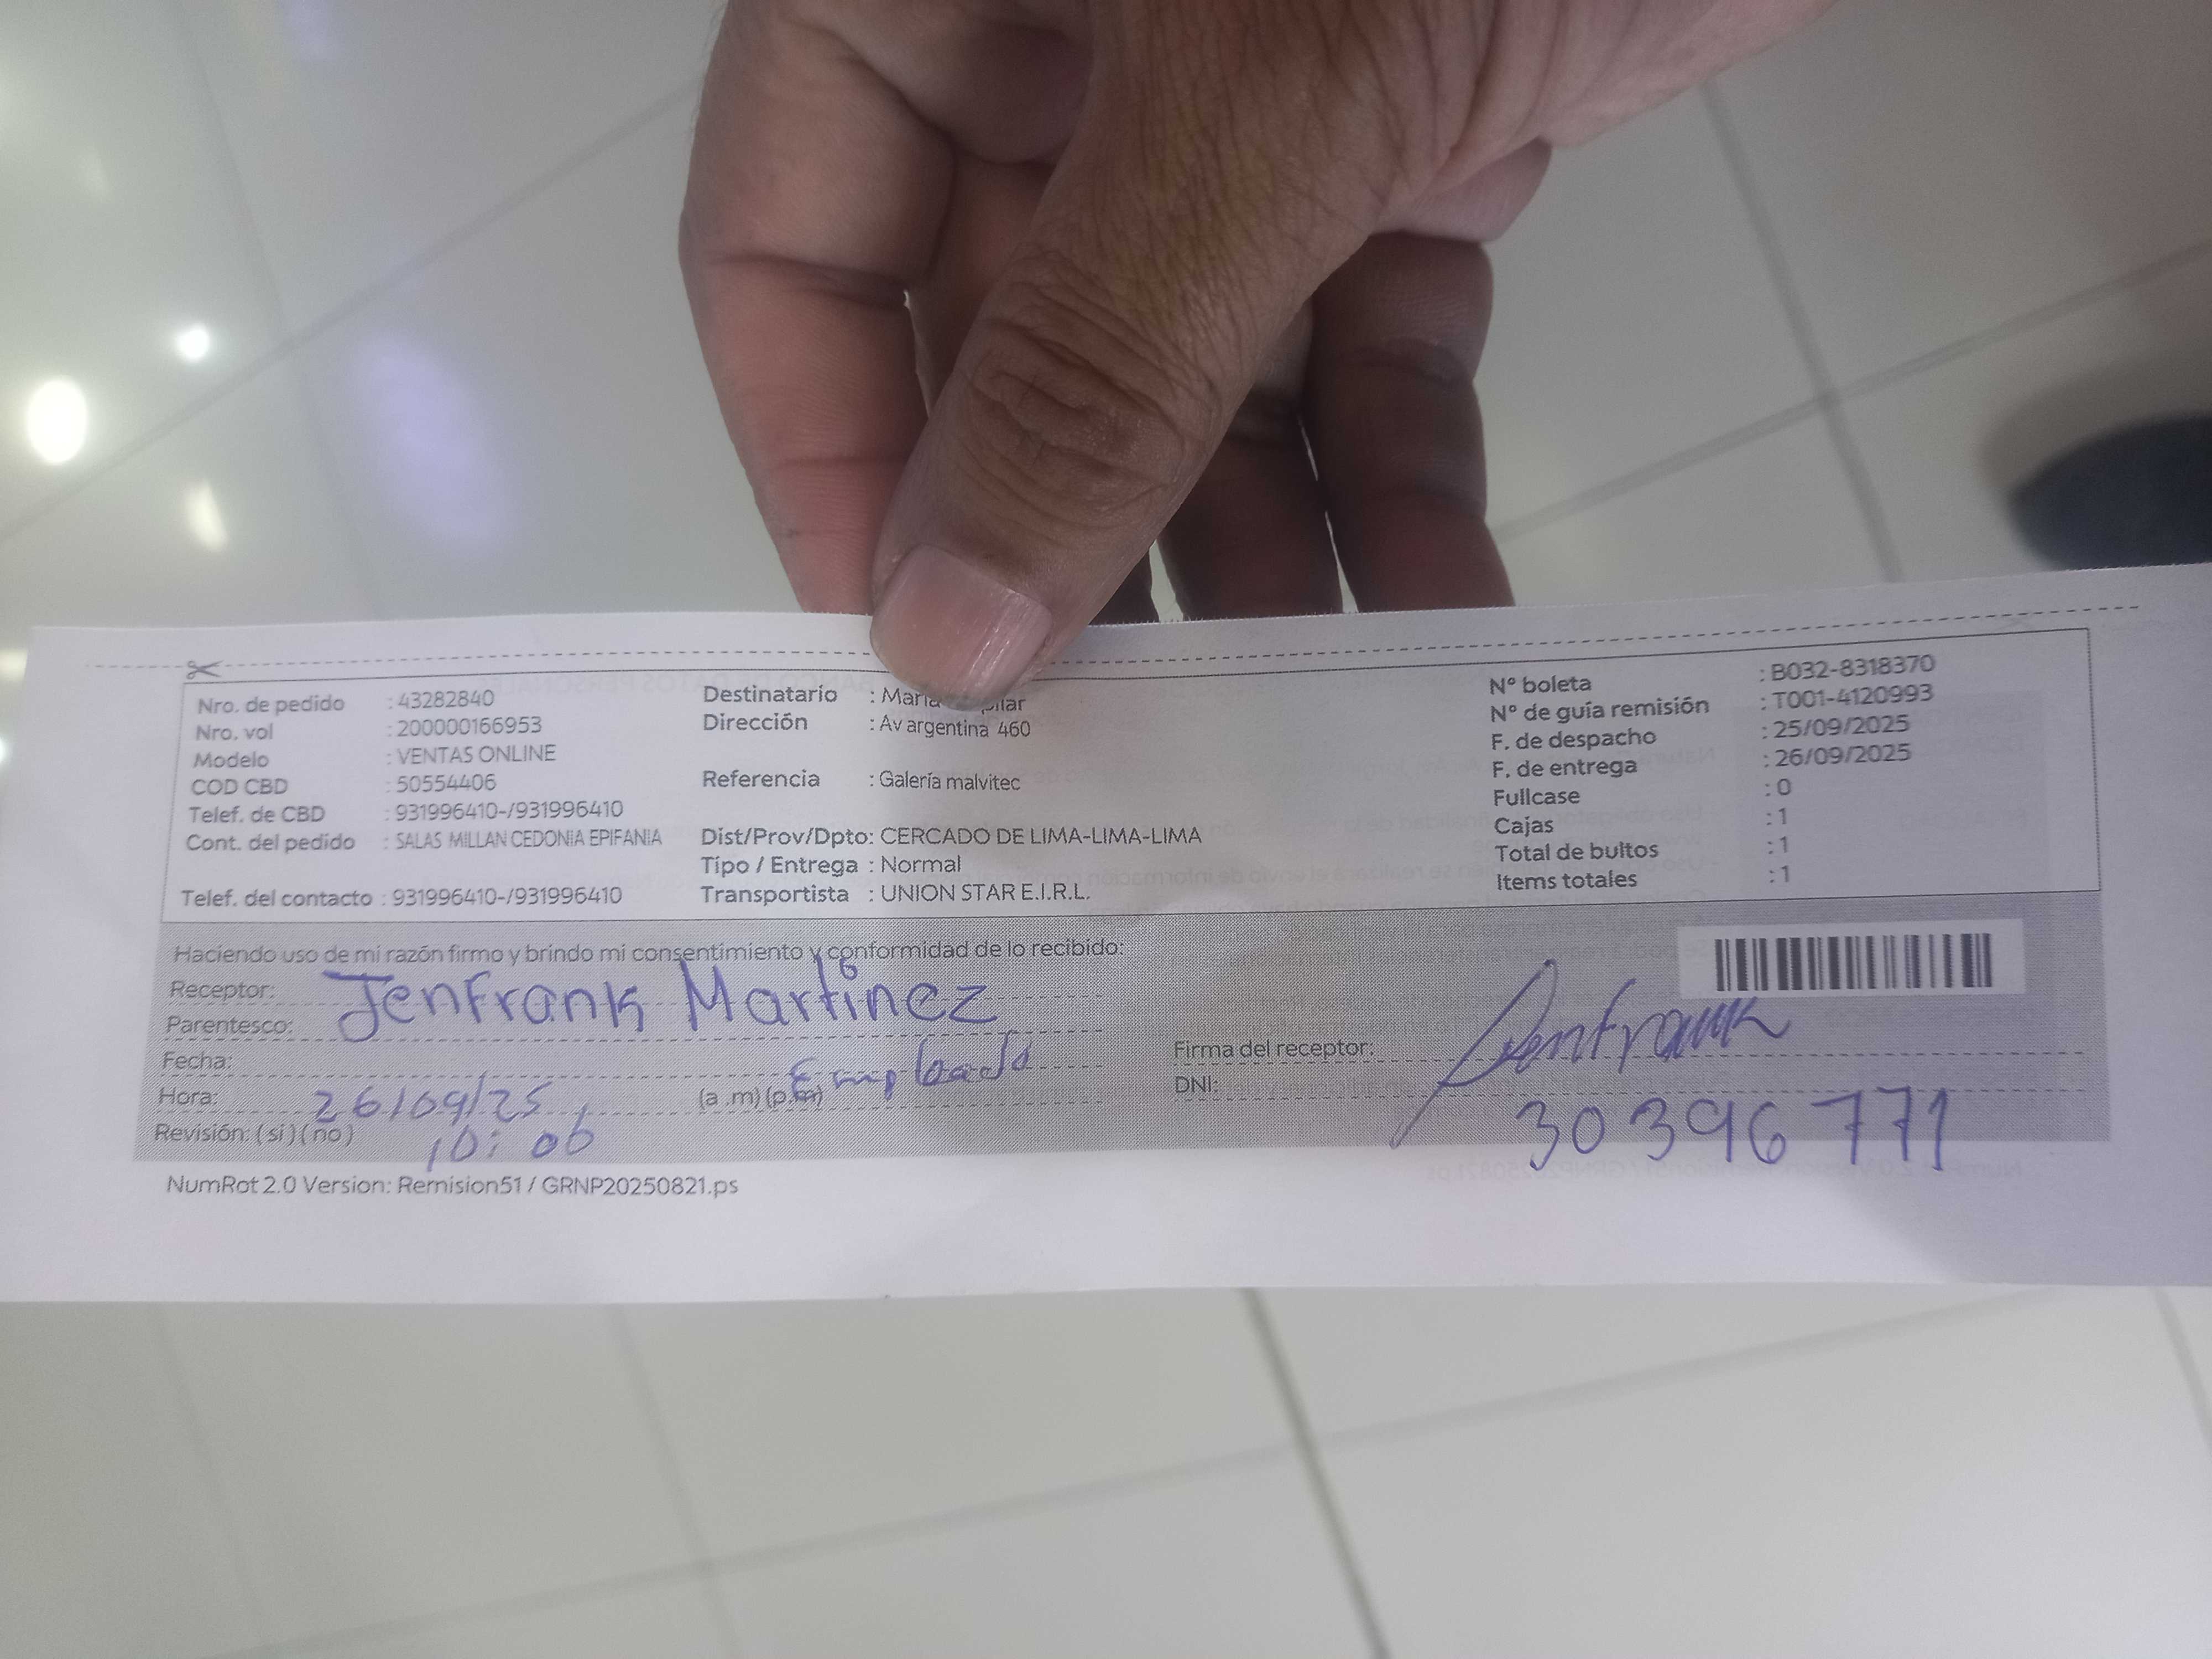 Nro. de pedido : 43282840
Nro. vol : 200000166953
Modelo : VENTAS ONLINE
COD CBD : 50554406
Telef. de CBD : 931996410-/931996410
Cont. del pedido : SALAS MILLAN CEDONIA EPIFANIA
Telef. del contacto : 931996410-/931996410
Destinatario :
Dirección : Av argentina 460
Referencia : Galería malvitec
Dist/Prov/Dpto: CERCADO DE LIMA-LIMA-LIMA
Tipo / Entrega : Normal
Transportista : UNION STAR E.I.R.L.
Nº boleta : B032-8318370
Nº de guía remisión : T001-4120993
F. de despacho : 25/09/2025
F. de entrega : 26/09/2025
Fullcase : 0
Cajas : 1
Total de bultos : 1
Items totales : 1
Haciendo uso de mi razón firmo y brindo mi consentimiento y conformidad de lo recibido:
Receptor: Jenfrank Martinez
Parentesco:
Fecha: Empleado
Hora: 26/09/25 (a .m) (p.m)
Revisión: ( si ) ( no ) 10:06
Firma del receptor: Jenfrank
DNI: 30396771
NumRot 2.0 Version: Remision51 / GRNP20250821.ps